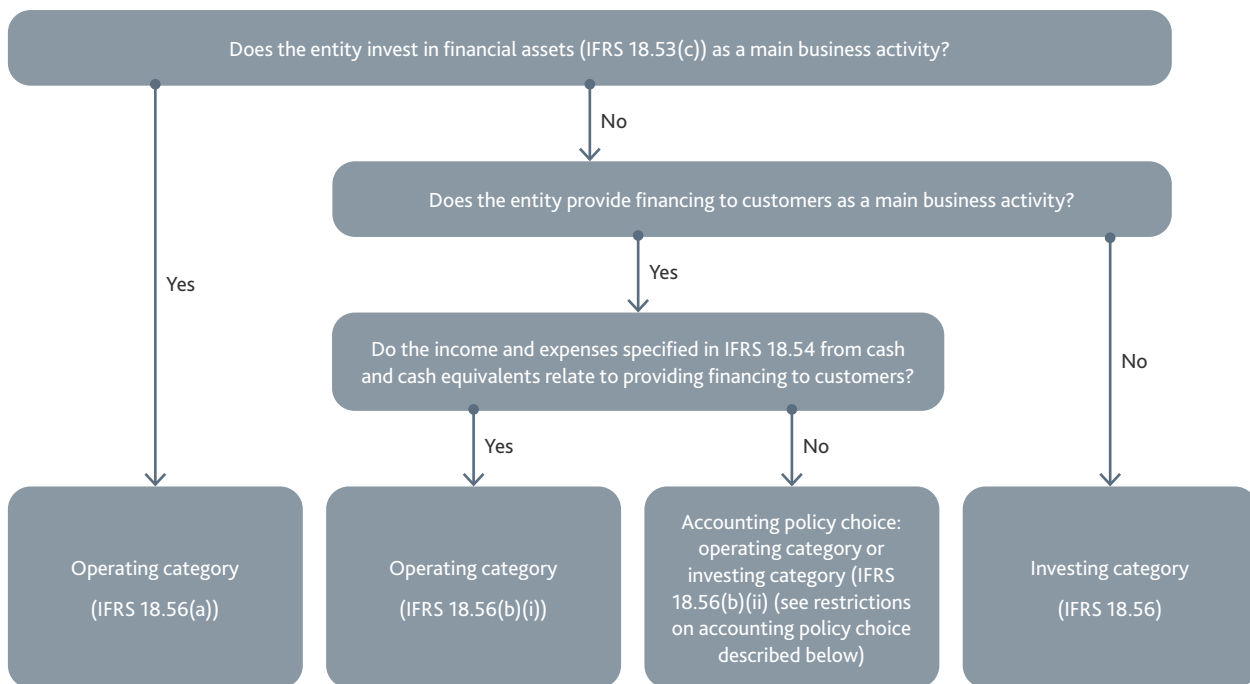 Does the entity invest in financial assets (IFRS 18.53(c)) as a main business activity?
No
Does the entity provide financing to customers as a main business activity?
Yes
Yes
Do the income and expenses specified in IFRS 18.54 from cash
and cash equivalents relate to providing financing to customers?
No
Yes
No
Operating category
(IFRS 18.56(a))
Operating category
(IFRS 18.56(b)(i))
Accounting policy choice:
operating category or
investing category (IFRS
18.56(b)(ii) (see restrictions
on accounting policy choice
described below)
Investing category
(IFRS 18.56)